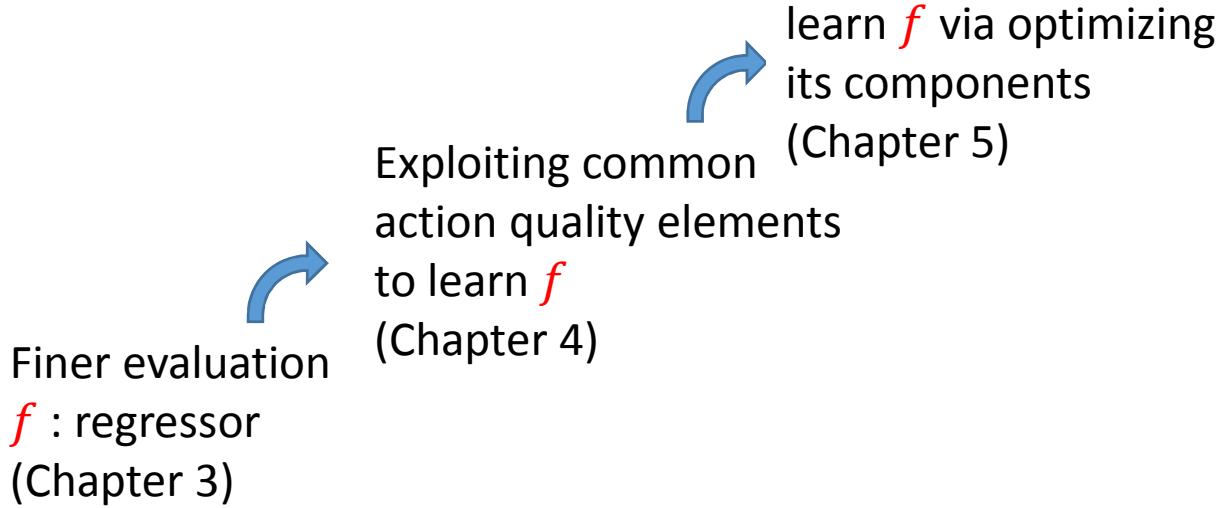 learn f via optimizing
its components
(Chapter 5)
Exploiting common
action quality elements
to learn f
(Chapter 4)
Finer evaluation
f : regressor
(Chapter 3)